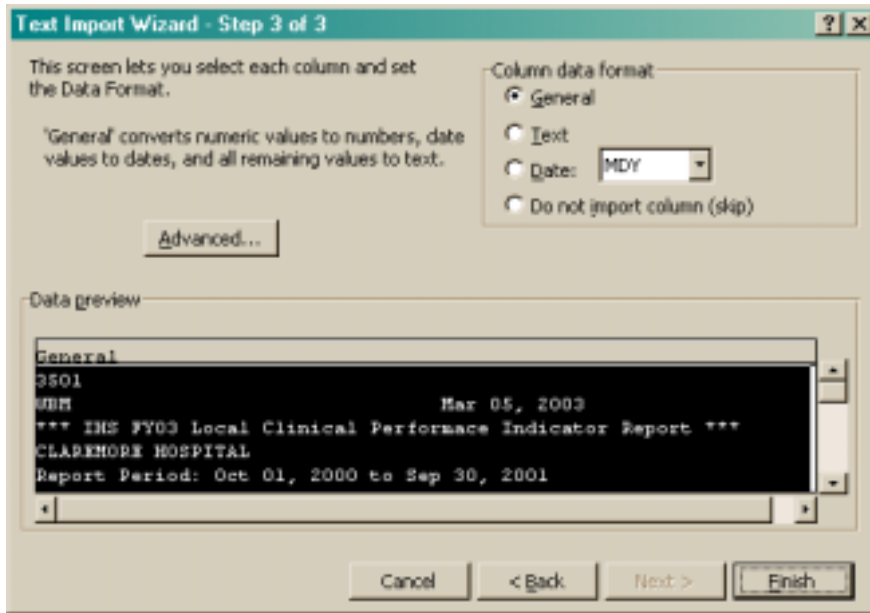 Text Import Wizard - Step 3 of 3
This screen lets you select each column and set
the Data Format.
'General' converts numeric values to numbers, date
values to dates, and all remaining values to text.
Advanced...
Column data format
General
Text
Date: MDY
Do not import column (skip)
Data preview
General
3501
WBM Mar 05, 2003
*** IHS FY03 Local Clinical Performace Indicator Report ***
CLAREMORE HOSPITAL
Report Period: Oct 01, 2000 to Sep 30, 2001
Cancel < Back Next > Finish